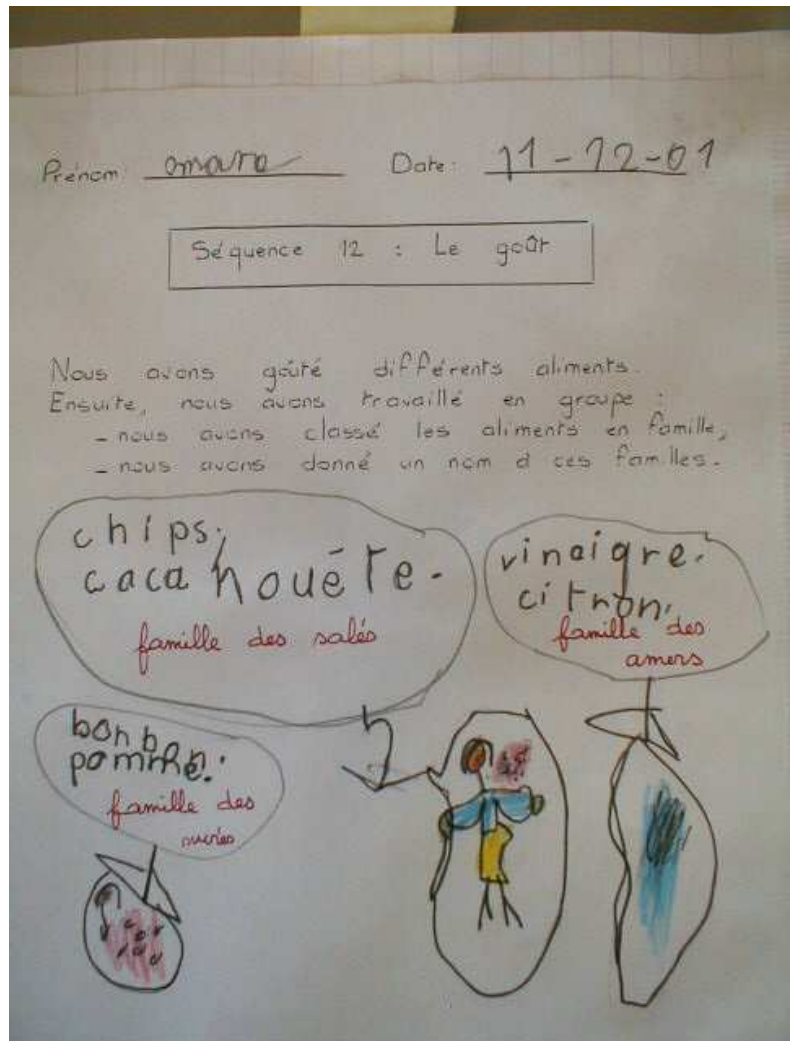 Prénom omara Date: 11-12-01
Séquence 12 : Le goût
Nous avons goûté différents aliments.
Ensuite, nous avons travaillé en groupe :
- nous avons classé les aliments en famille,
- nous avons donné un nom à ces familles.
chips.
cacahouéte.
famille des salés
vinaigre.
citron.
famille des
amers
bonbon
pomme.
famille des
sucrés